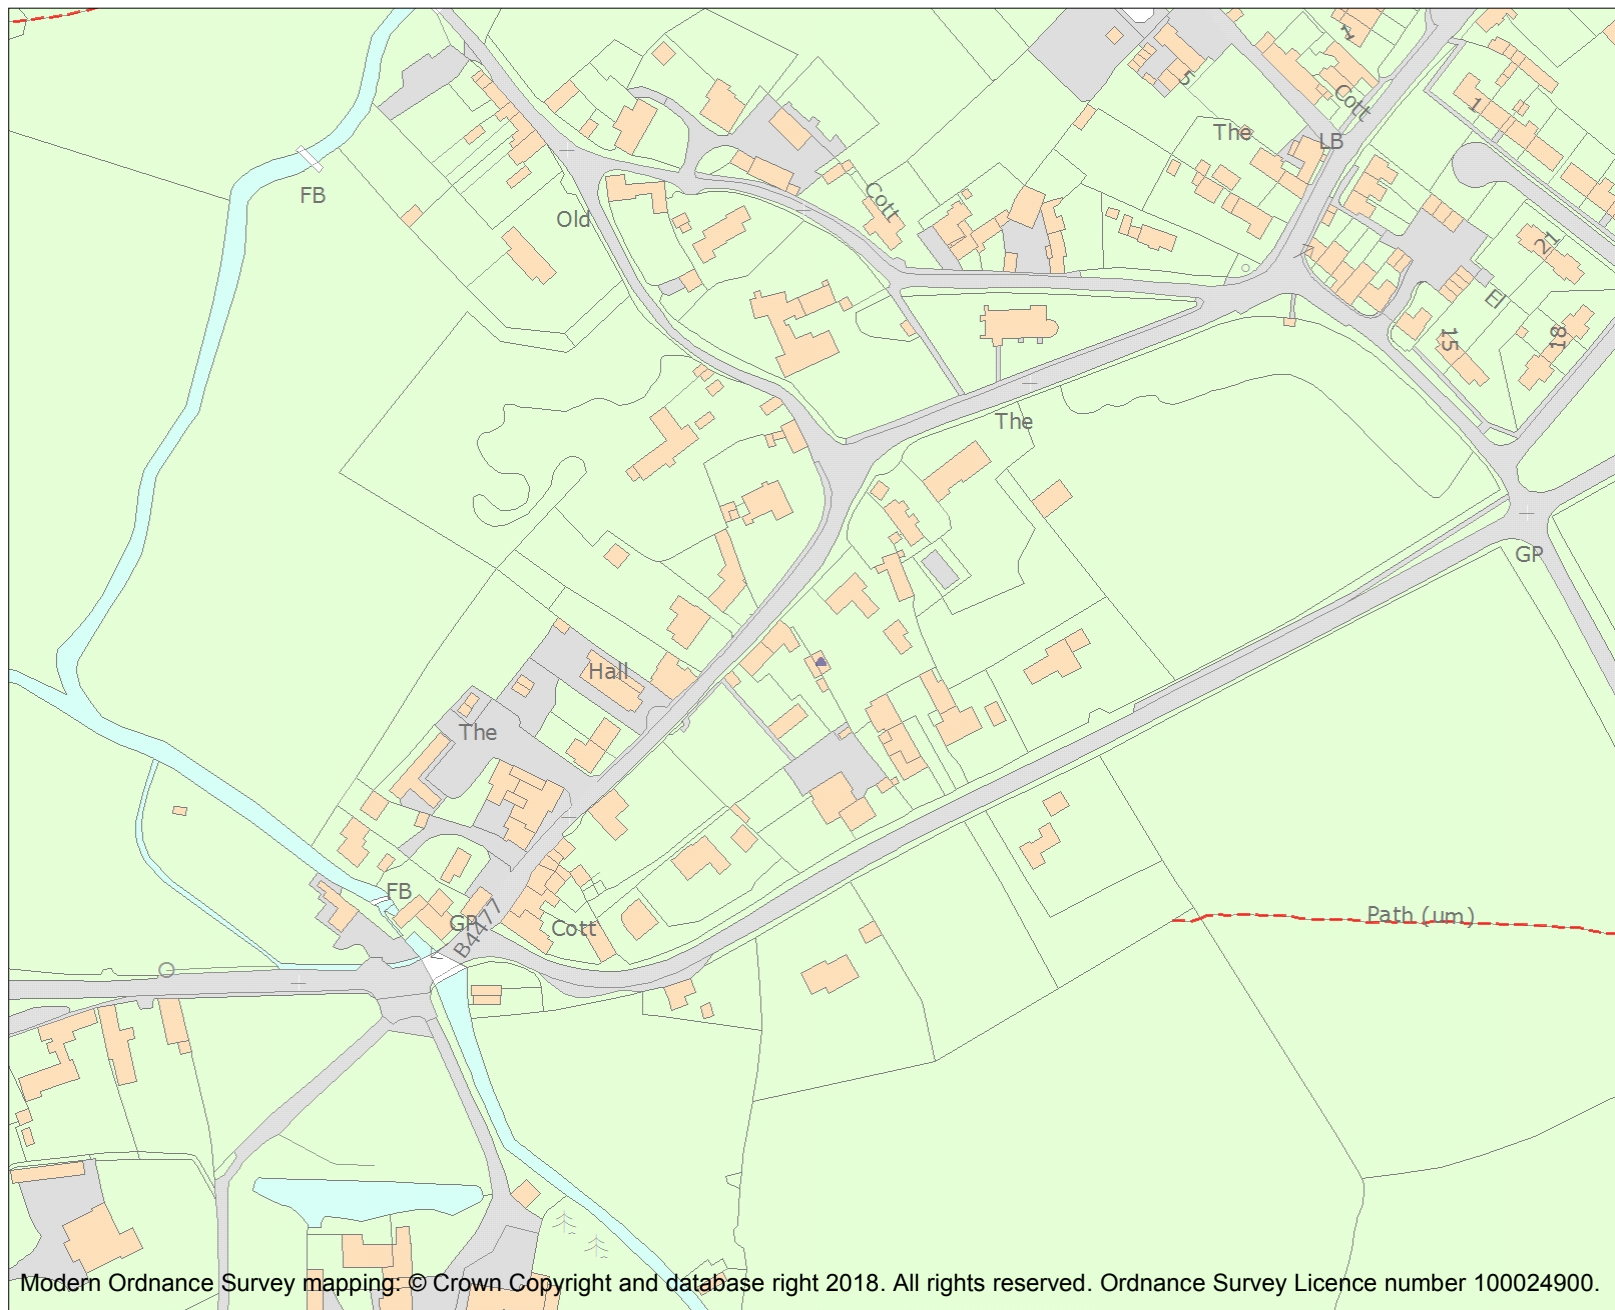 2
5
Cott
1
The
LB
FB
Cott
Old
21
El
15
18
The
GP
Hall
The
FB
GP
B4477
Cott
Path (um)
Modern Ordnance Survey mapping: © Crown Copyright and database right 2018. All rights reserved. Ordnance Survey Licence number 100024900.